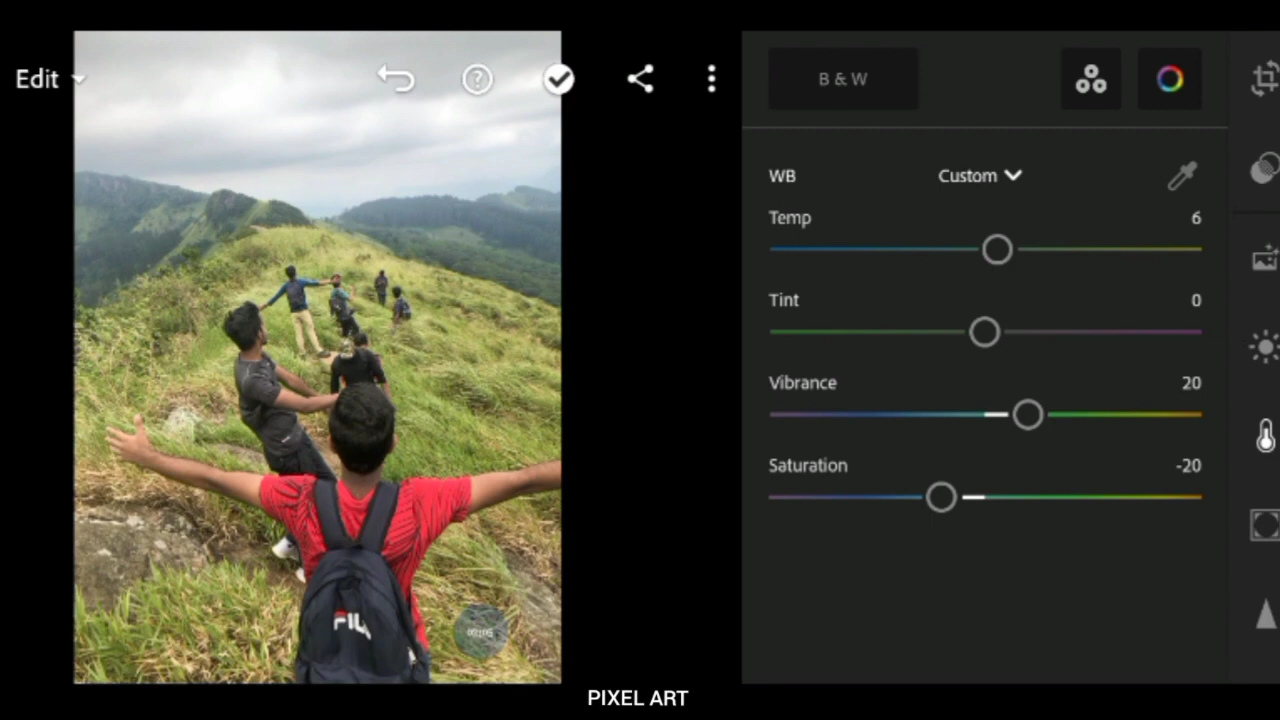 Edit
B & W
WB
Custom
Temp
6
Tint
0
Vibrance
20
Saturation
-20
FILA
PIXEL ART